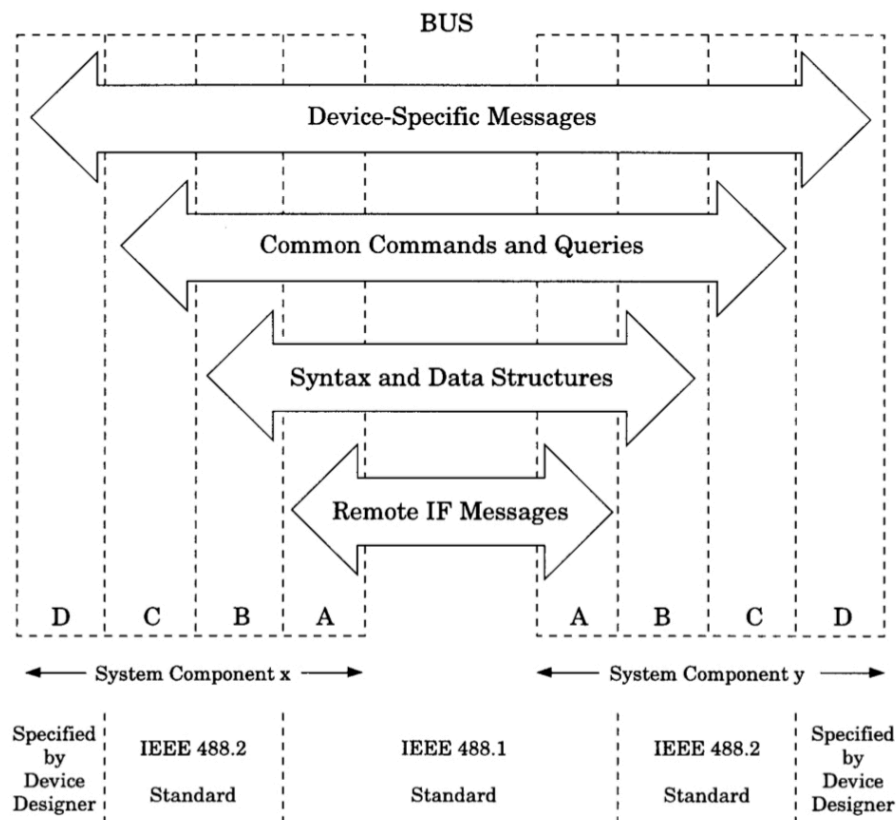 BUS
Device-Specific Messages
Common Commands and Queries
Syntax and Data Structures
Remote IF Messages
D C B A A B C D
System Component x System Component y
Specified by Device Designer
IEEE 488.2 Standard
IEEE 488.1 Standard
IEEE 488.2 Standard
Specified by Device Designer